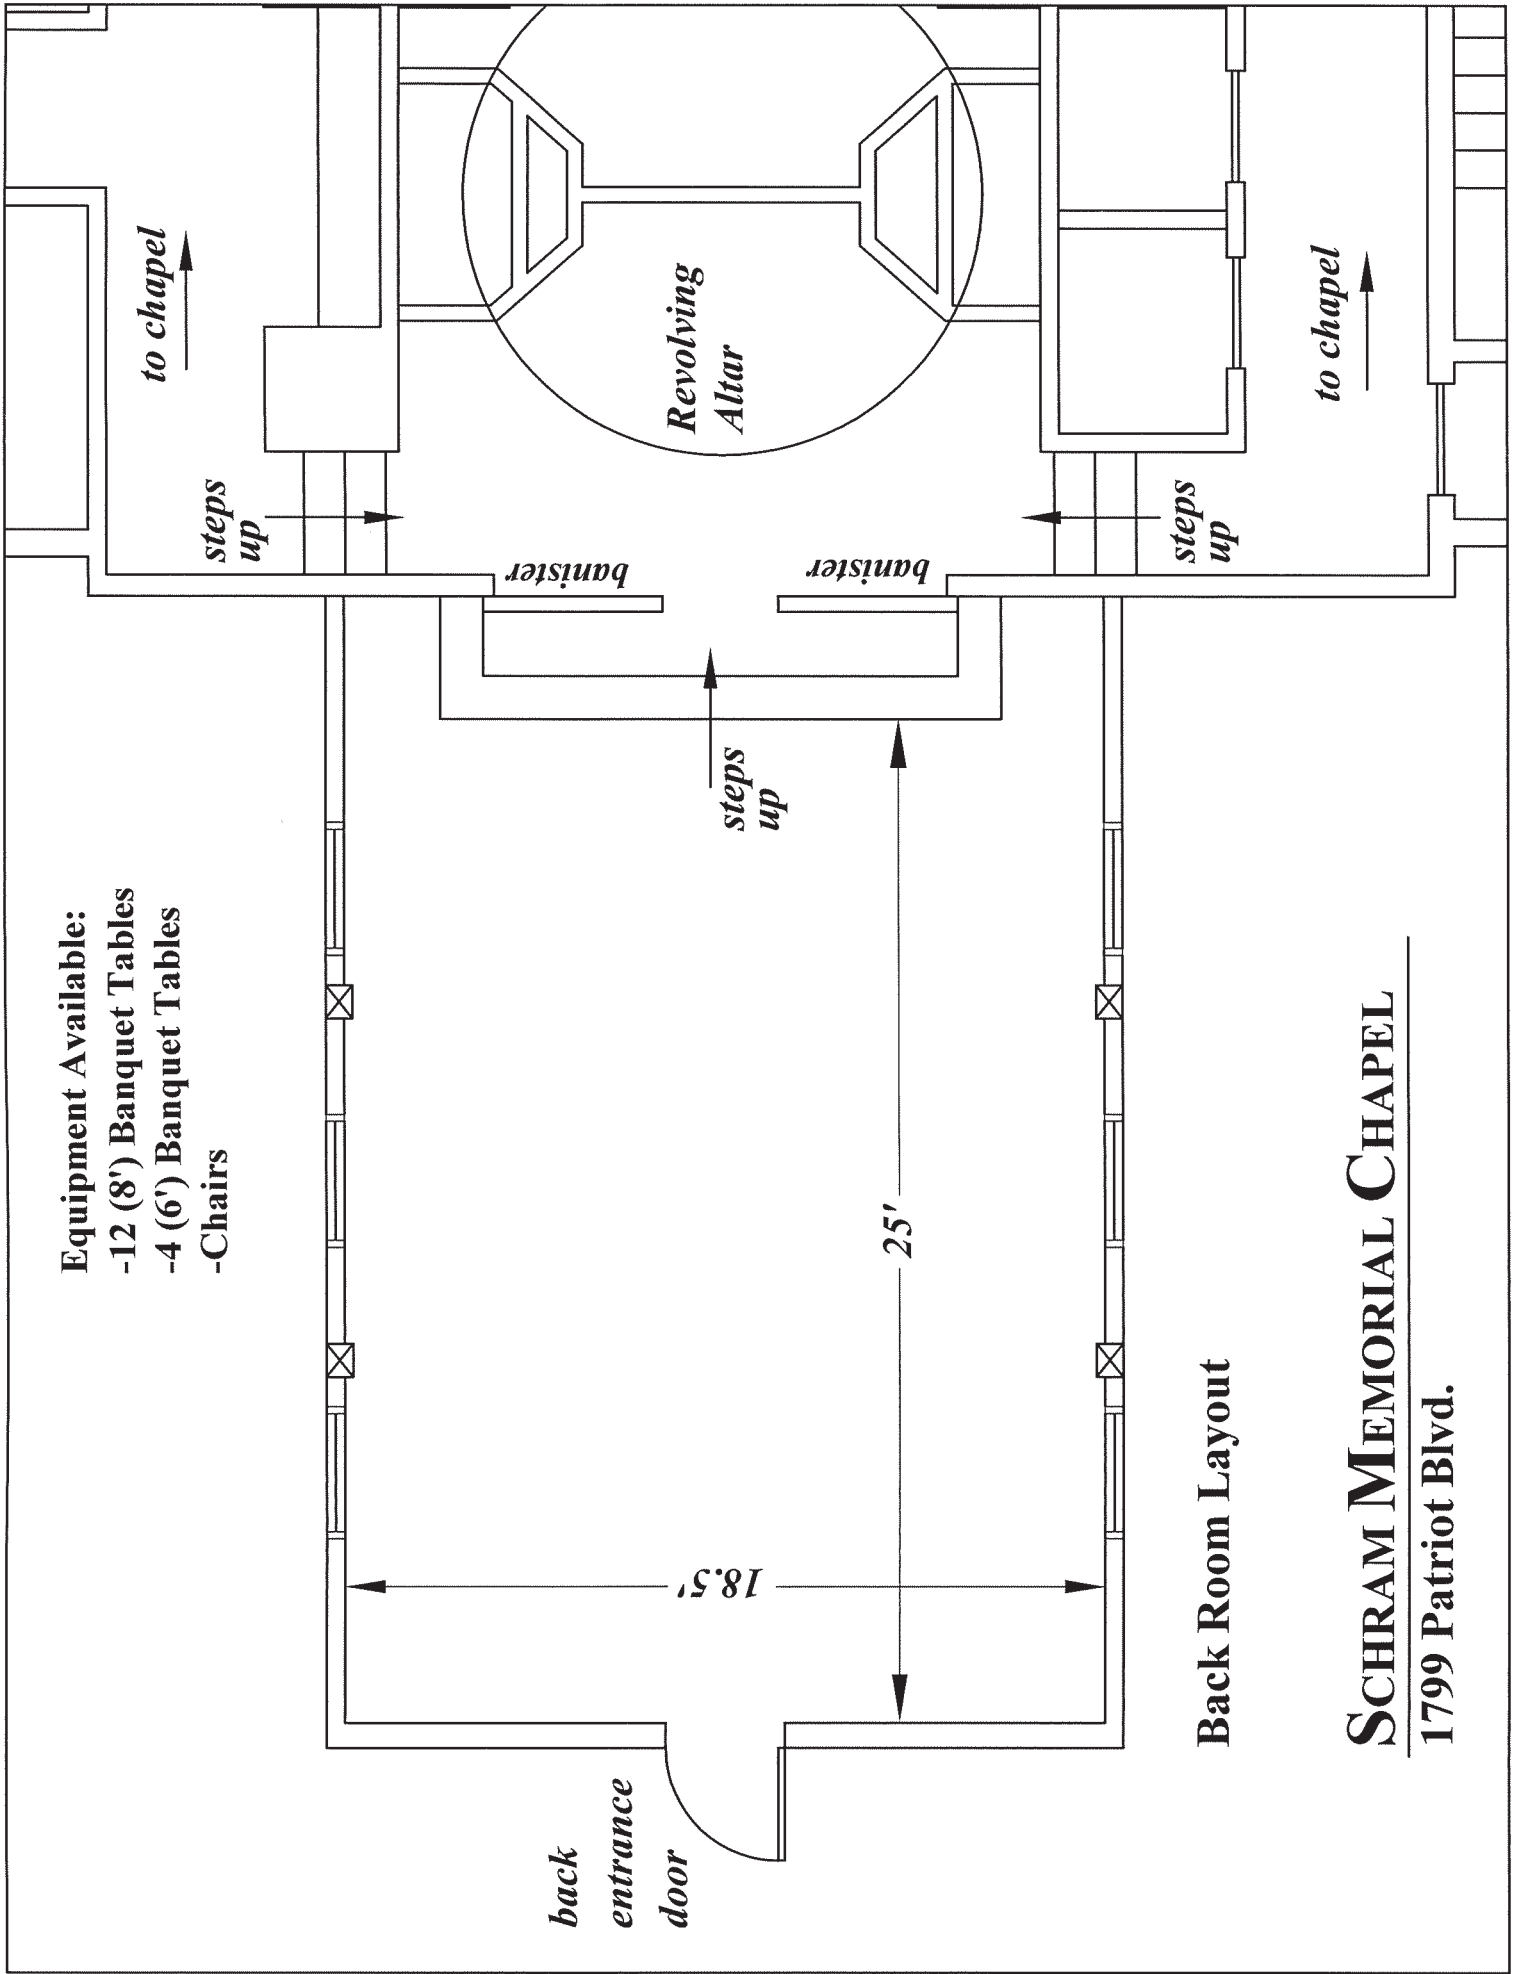 Equipment Available:
-12 (8') Banquet Tables
-4 (6') Banquet Tables
-Chairs
to chapel
steps
up
back
entrance
door
18.5'
25'
steps
up
banister
banister
Revolving
Altar
steps
up
to chapel
Back Room Layout
SCHRAM MEMORIAL CHAPEL
1799 Patriot Blvd.